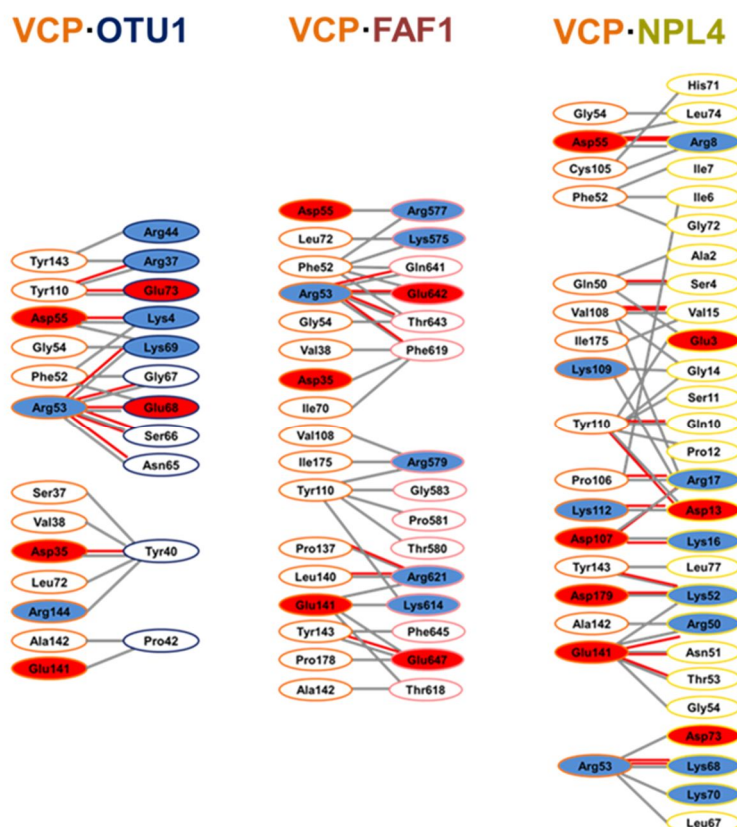 VCP·OTU1
Tyr143
Tyr110
Asp55
Gly54
Phe52
Arg53
Arg44
Arg37
Glu73
Lys4
Lys69
Gly67
Glu68
Ser66
Asn65
Ser37
Val38
Asp35
Leu72
Arg144
Ala142
Glu141
Tyr40
Pro42
VCP·FAF1
Asp55
Leu72
Phe52
Arg53
Gly54
Val38
Asp35
Ile70
Val108
Ile175
Tyr110
Pro137
Leu140
Glu141
Tyr143
Pro178
Ala142
Arg577
Lys575
Gln641
Glu642
Thr643
Phe619
Arg579
Gly583
Pro581
Thr580
Arg621
Lys614
Phe645
Glu647
Thr618
VCP·NPL4
Gly54
Asp55
Cys105
Phe52
Gln50
Val108
Ile175
Lys109
Tyr110
Pro106
Lys112
Asp107
Tyr143
Asp179
Ala142
Glu141
Arg53
His71
Leu74
Arg8
Ile7
Ile6
Gly72
Ala2
Ser4
Val15
Glu3
Gly14
Ser11
Gln10
Pro12
Arg17
Asp13
Lys16
Leu77
Lys52
Arg50
Asn51
Thr53
Gly54
Asp73
Lys68
Lys70
Leu67